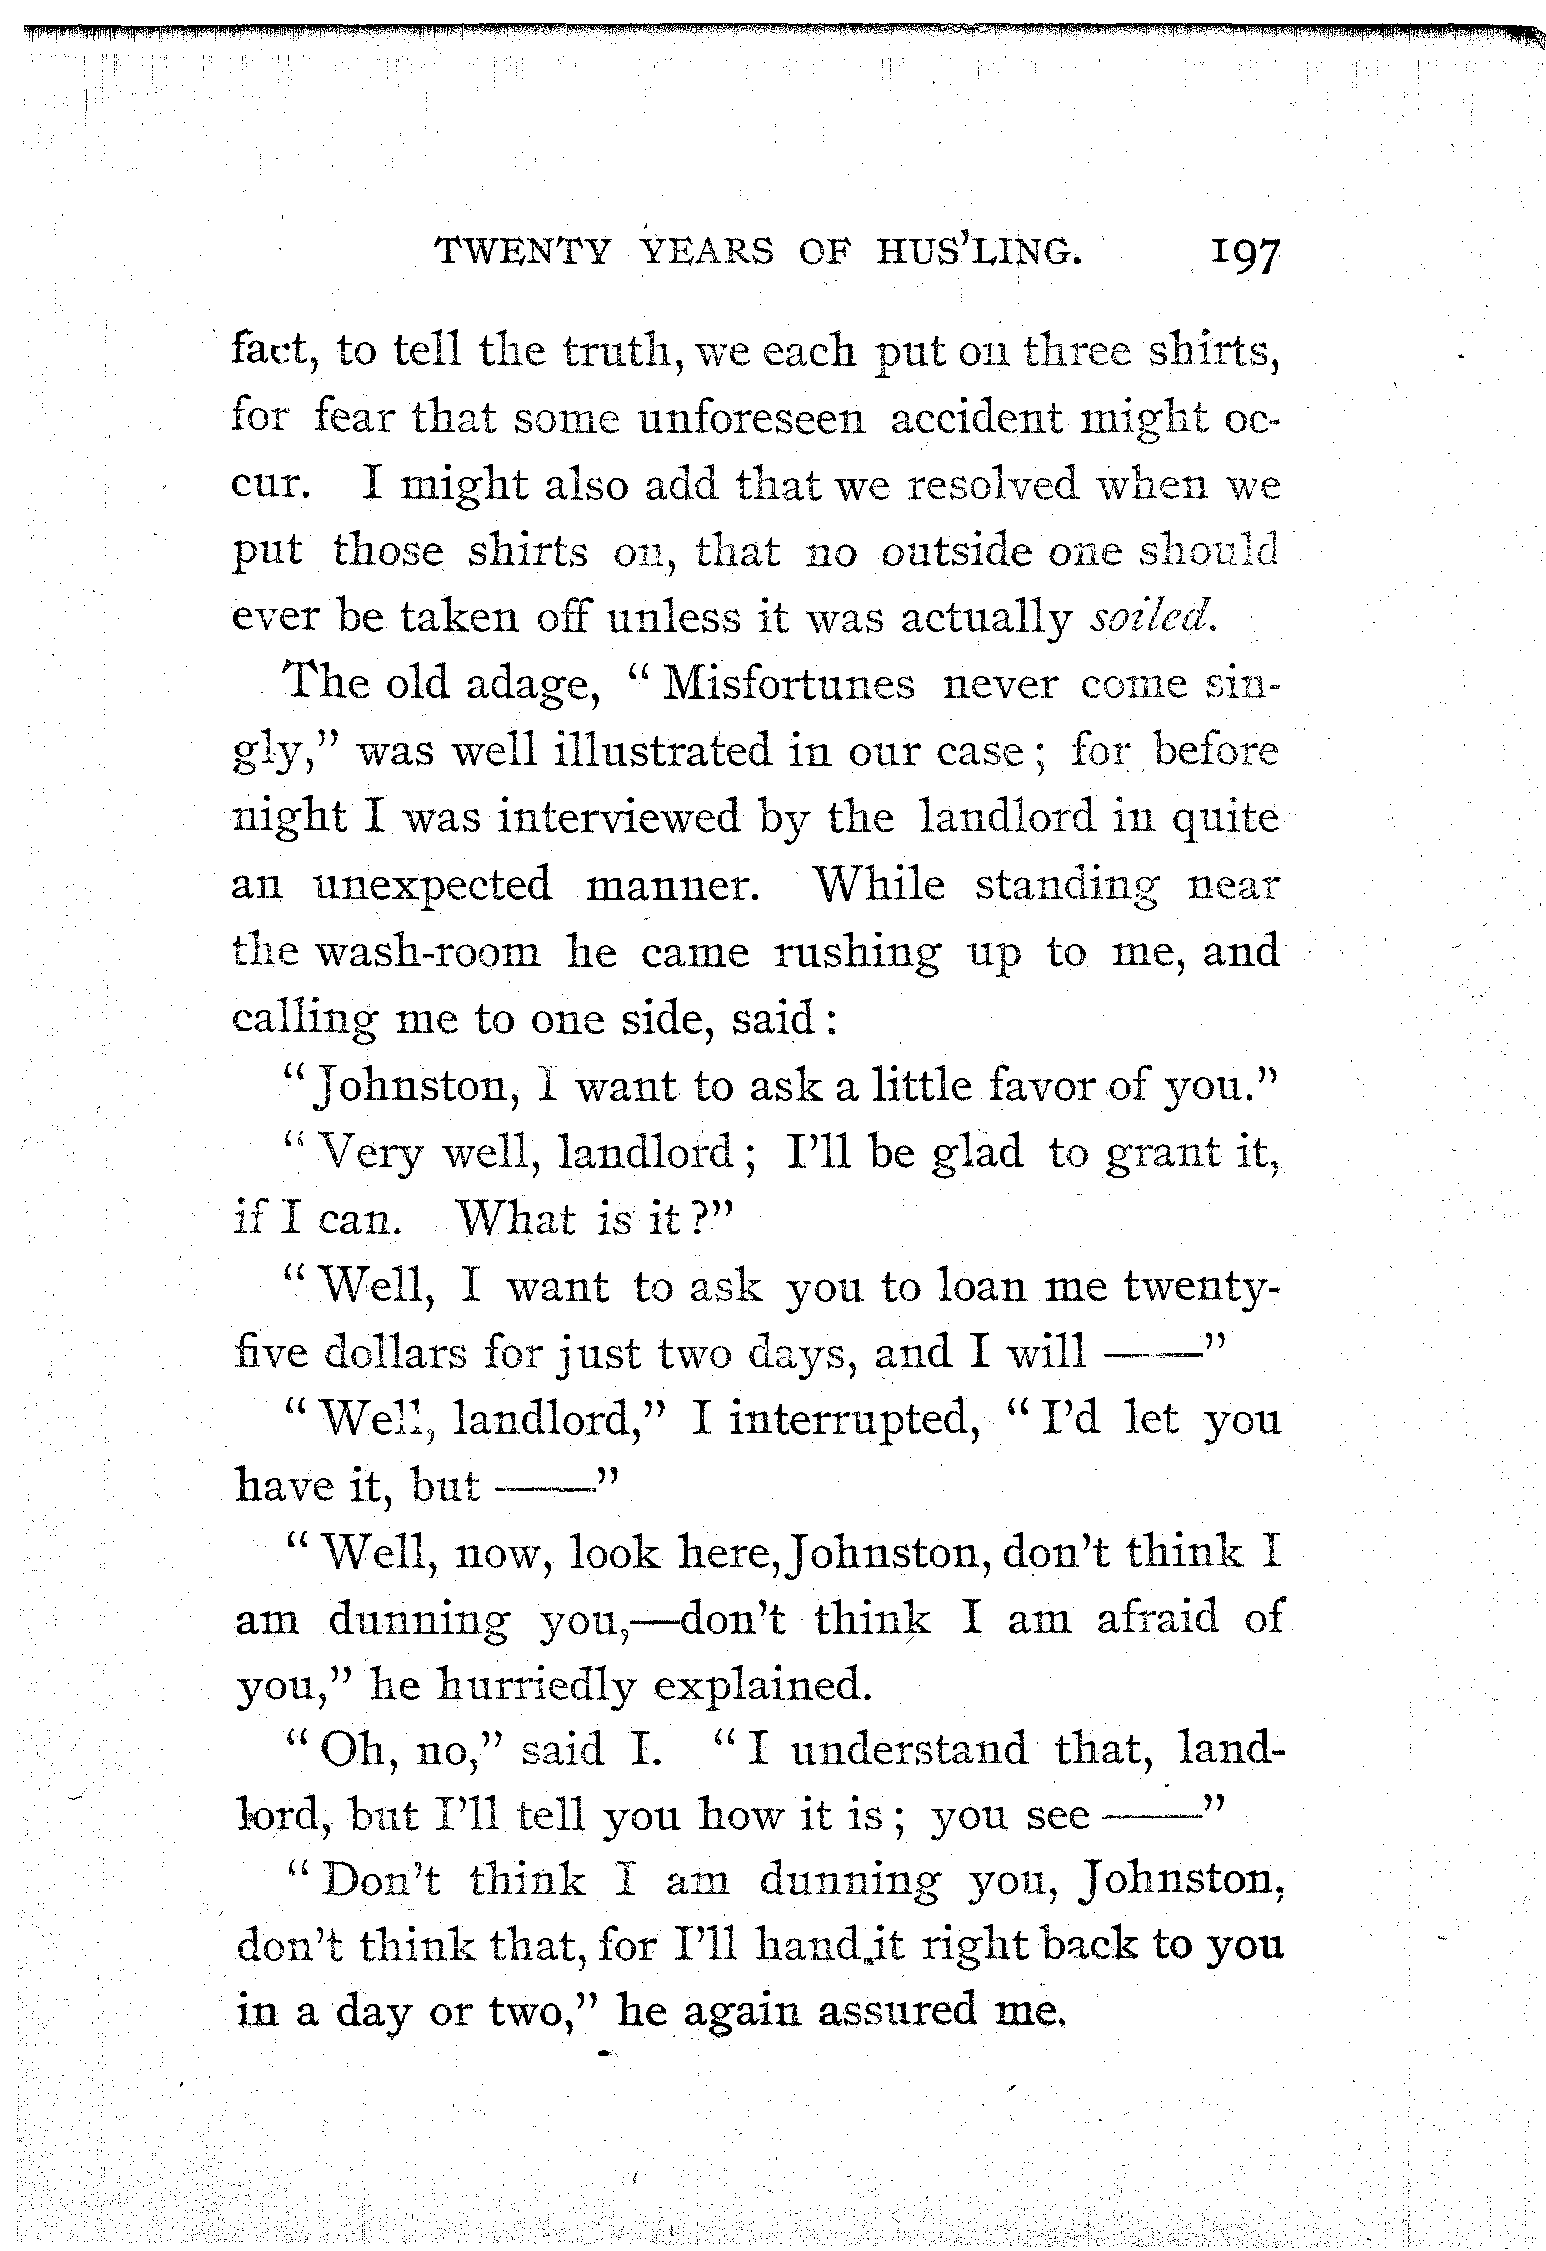 TWENTY YEARS OF HUS'LING. 197
fact, to tell the truth, we each put on three shirts,
for fear that some unforeseen accident might oc-
cur. I might also add that we resolved when we
put those shirts on, that no outside one should
ever be taken off unless it was actually soiled.
The old adage, "Misfortunes never come sin-
gly," was well illustrated in our case; for before
night I was interviewed by the landlord in quite
an unexpected manner. While standing near
the wash-room he came rushing up to me, and
calling me to one side, said:
"Johnston, I want to ask a little favor of you."
"Very well, landlord; I'll be glad to grant it,
if I can. What is it?"
"Well, I want to ask you to loan me twenty-
five dollars for just two days, and I will ——"
"Well, landlord," I interrupted, "I'd let you
have it, but ——"
"Well, now, look here, Johnston, don't think I
am dunning you,—don't think I am afraid of
you," he hurriedly explained.
"Oh, no," said I. "I understand that, land-
lord, but I'll tell you how it is; you see ——"
"Don't think I am dunning you, Johnston,
don't think that, for I'll hand it right back to you
in a day or two," he again assured me.